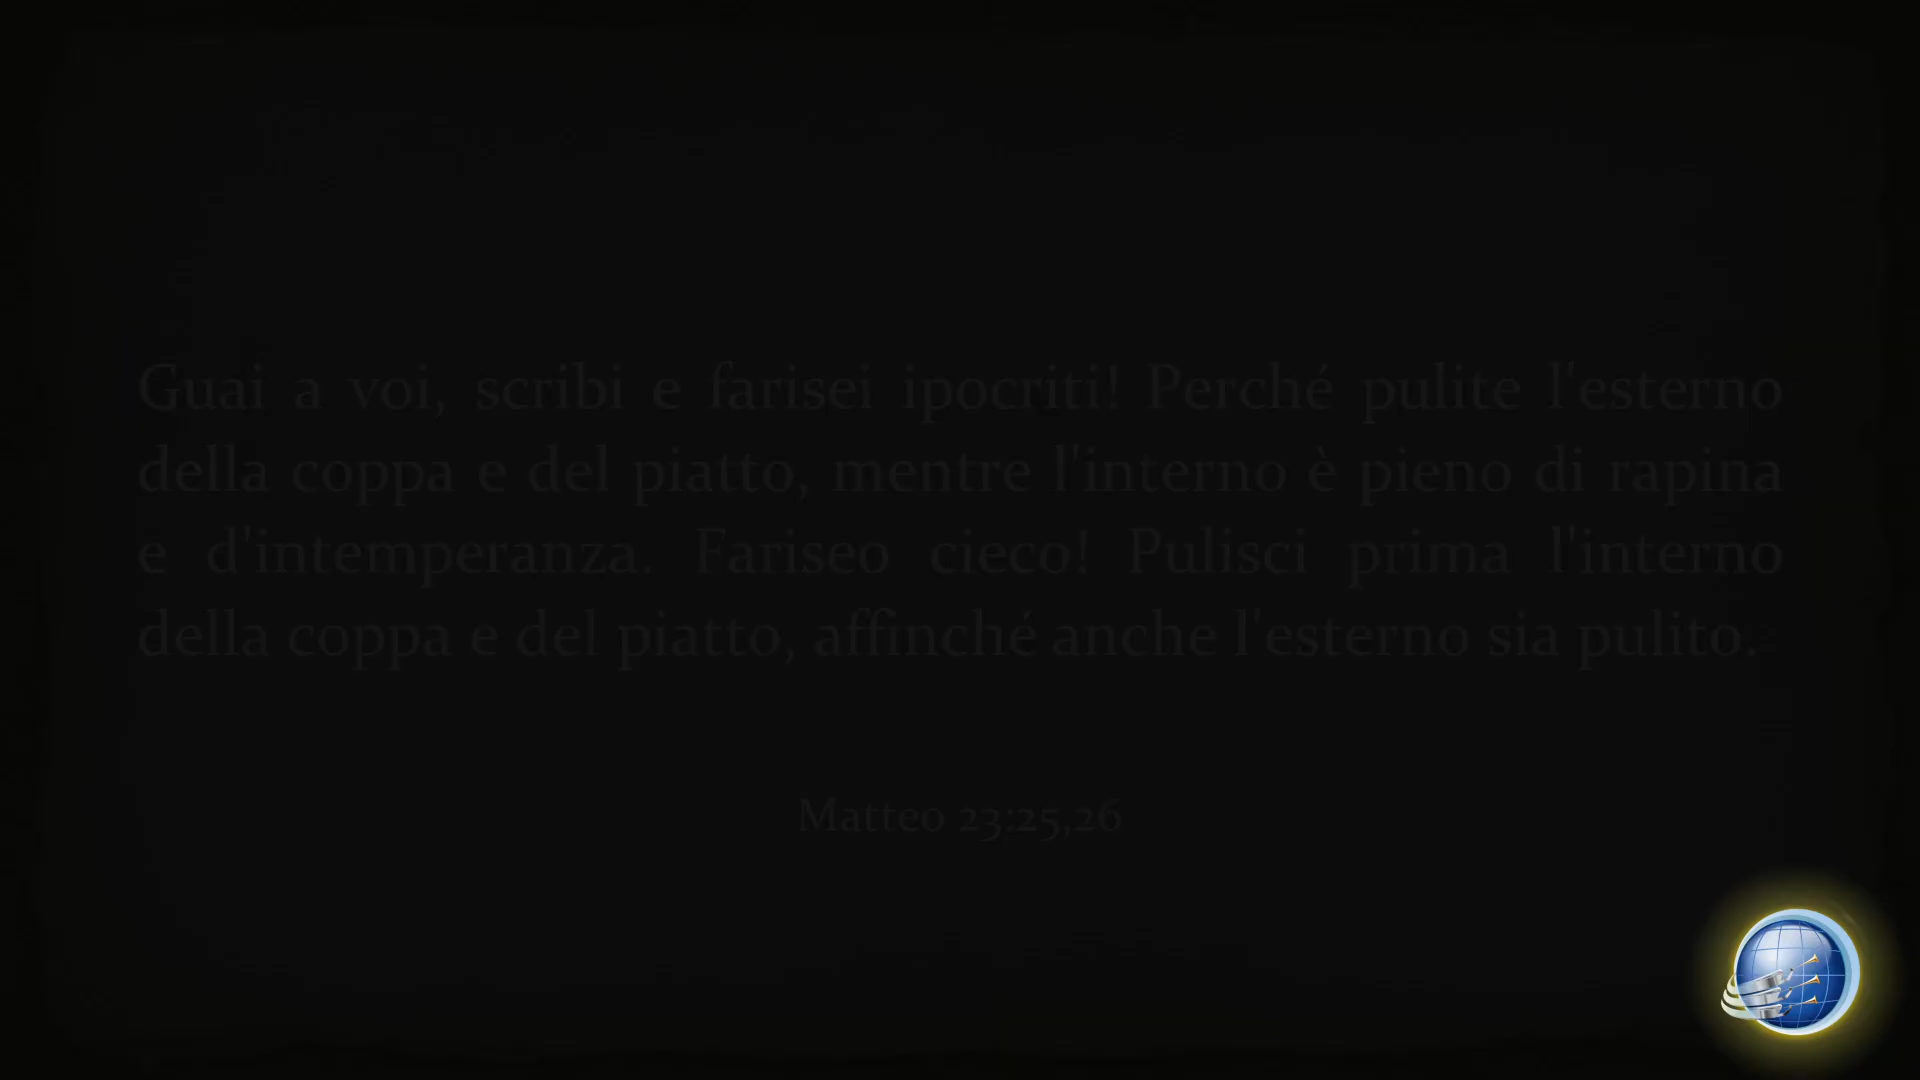 Guai a voi, scribi e farisei ipocriti! Perché pulite l'esterno
della coppa e del piatto, mentre l'interno è pieno di rapina
e d'intemperanza. Fariseo cieco! Pulisci prima l'interno
della coppa e del piatto, affinché anche l'esterno sia pulito.
Matteo 23:25,26